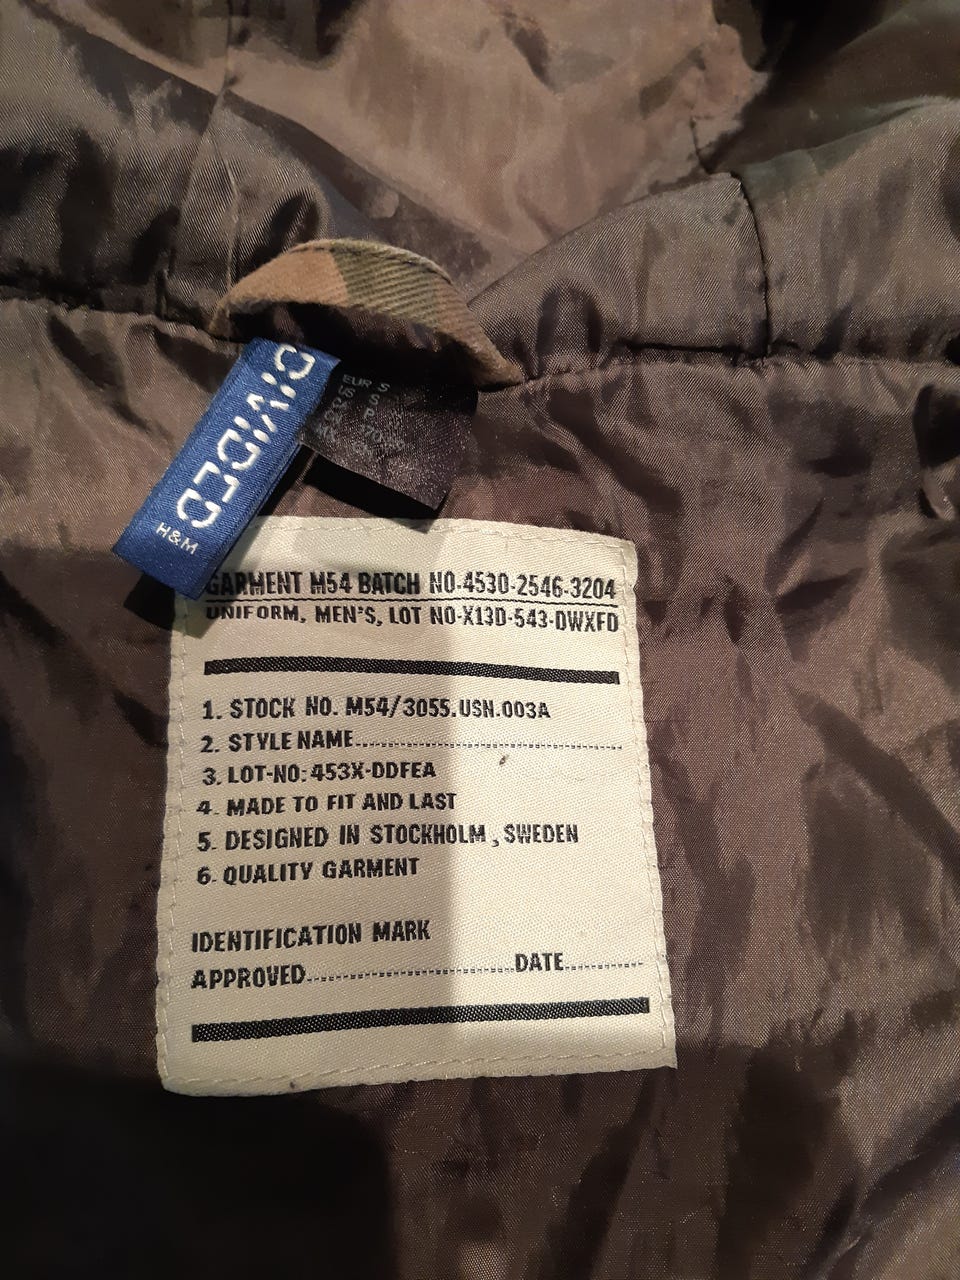 DIVIDED
H&M
EUR S
S
P
170
GARMENT M54 BATCH NO-4530-2546-3204
UNIFORM, MEN'S, LOT NO-X13D-543-DWXFD
1. STOCK NO. M54/3055.USN.003A
2. STYLE NAME
3. LOT-NO:453X-DDFEA
4. MADE TO FIT AND LAST
5. DESIGNED IN STOCKHOLM, SWEDEN
6. QUALITY GARMENT
IDENTIFICATION MARK
APPROVED DATE